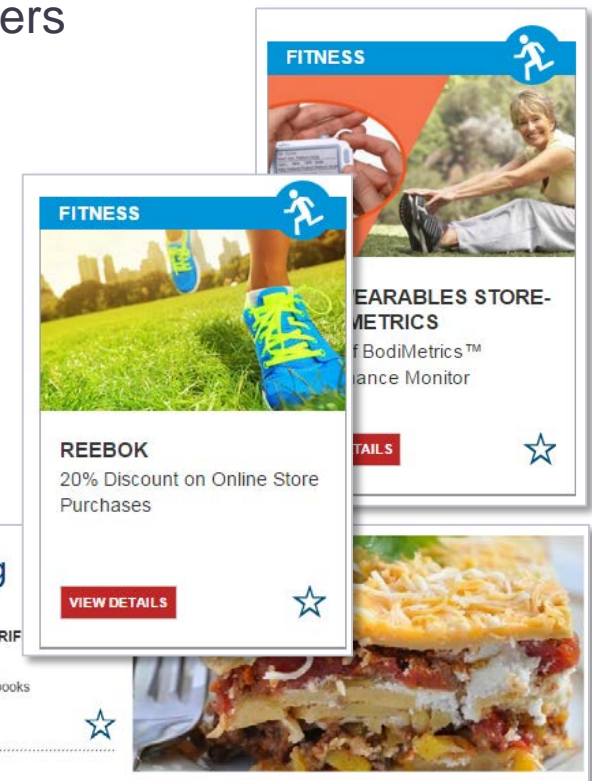 ers
FITNESS
EARABLES STORE-
METRICS
f BodiMetrics™
ance Monitor
TAILS
FITNESS
REEBOK
20% Discount on Online Store
Purchases
VIEW DETAILS
g
RIF
ooks